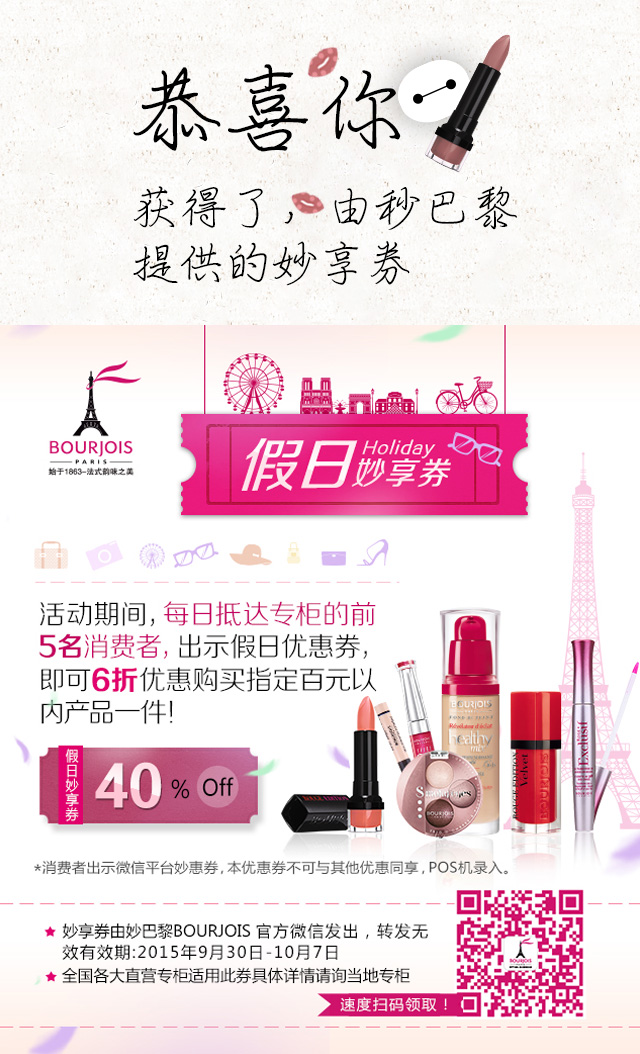 恭喜你
获得了，由秒巴黎
提供的妙享券
BOURJOIS
PARIS
始于1863-法式韵味之美
假日
Holiday
妙享券
活动期间，每日抵达专柜的前
5名消费者，出示假日优惠券，
即可6折优惠购买指定百元以
内产品一件！
假日妙享券
40 % Off
BOURJOIS
healthy
mix
Velvet
BOURJOIS
*消费者出示微信平台妙惠券，本优惠券不可与其他优惠同享，POS机录入。
★ 妙享券由妙巴黎BOURJOIS 官方微信发出，转发无
效有效期:2015年9月30日-10月7日
★ 全国各大直营专柜适用此券具体详情请询当地专柜
BOURJOIS
速度扫码领取！